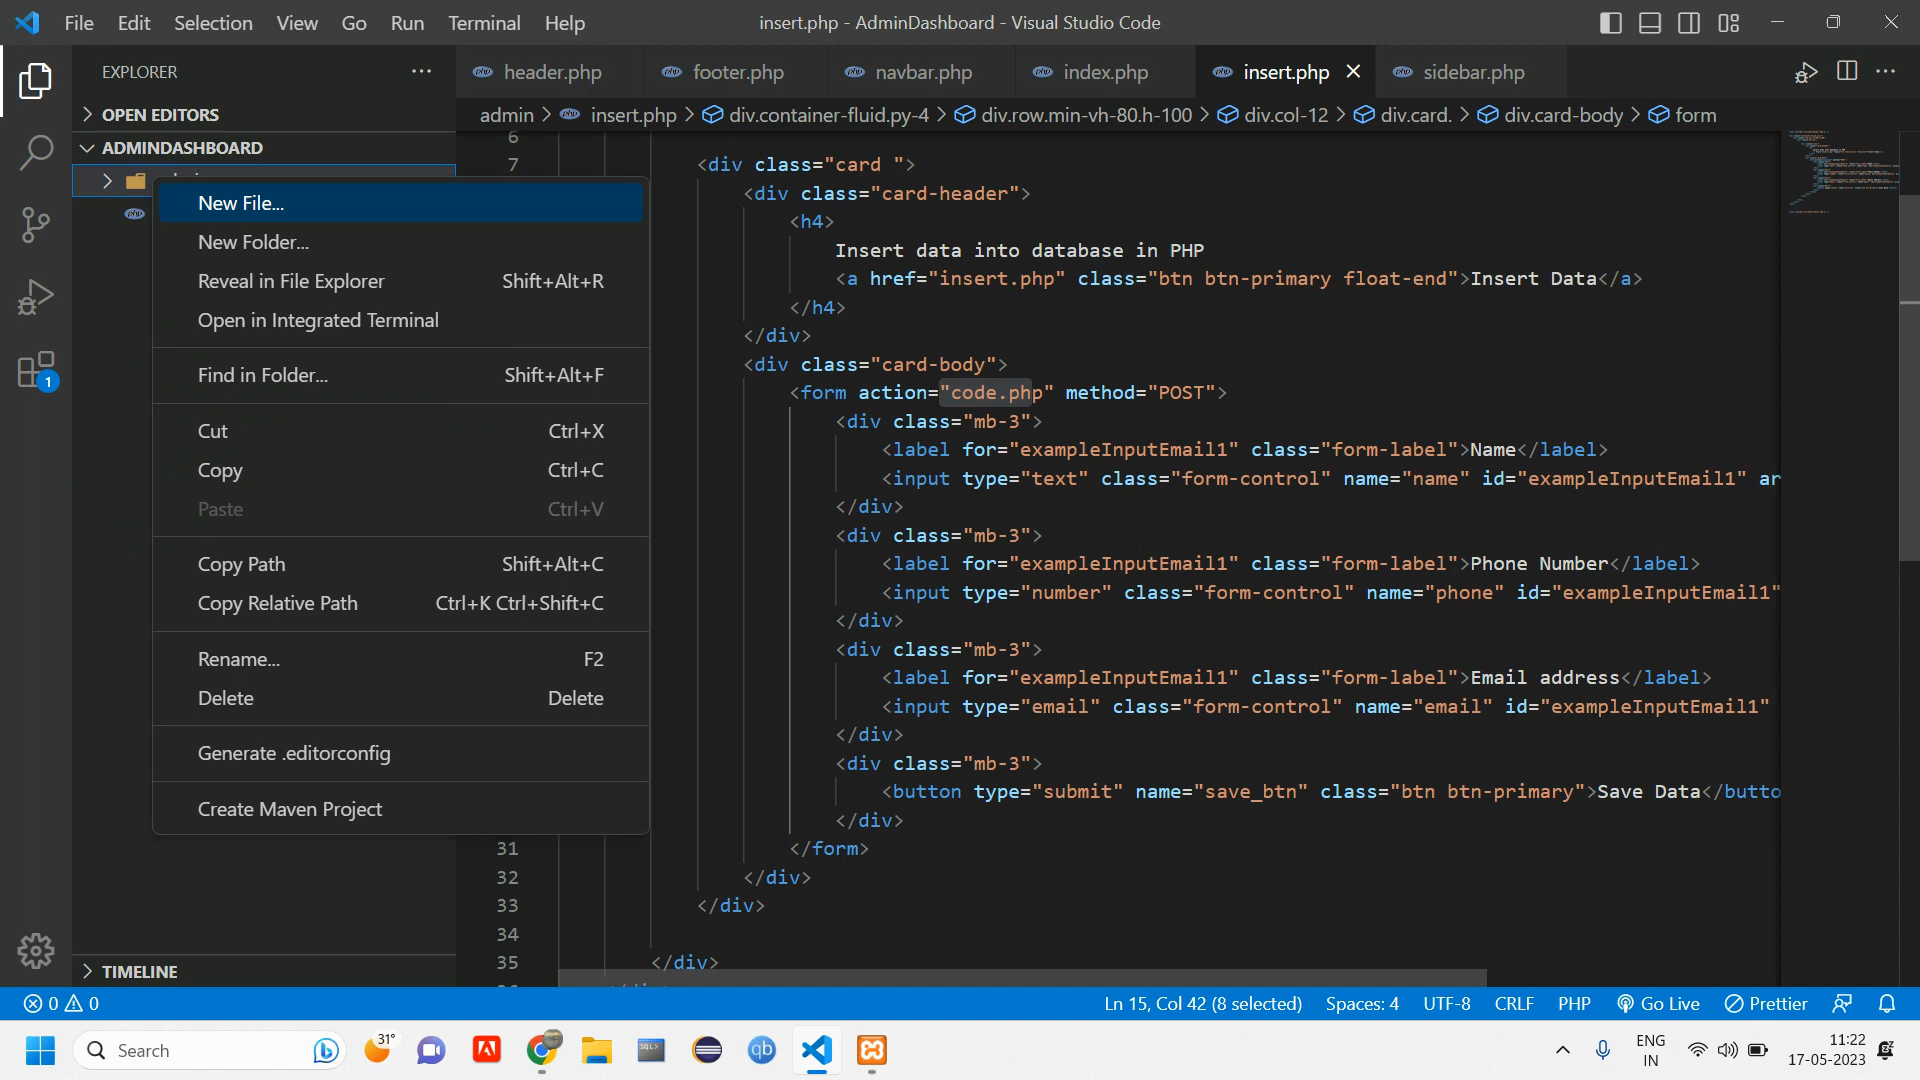 File Edit Selection View Go Run Terminal Help
insert.php - AdminDashboard - Visual Studio Code
EXPLORER
header.php
footer.php
navbar.php
index.php
insert.php
sidebar.php
OPEN EDITORS
admin > insert.php > div.container-fluid.py-4 > div.row.min-vh-80.h-100 > div.col-12 > div.card. > div.card-body > form
ADMINDASHBOARD
New File...
New Folder...
Reveal in File Explorer Shift+Alt+R
Open in Integrated Terminal
Find in Folder... Shift+Alt+F
Cut Ctrl+X
Copy Ctrl+C
Paste Ctrl+V
Copy Path Shift+Alt+C
Copy Relative Path Ctrl+K Ctrl+Shift+C
Rename... F2
Delete Delete
Generate .editorconfig
Create Maven Project
TIMELINE
6
7 <div class="card ">
<div class="card-header">
<h4>
Insert data into database in PHP
<a href="insert.php" class="btn btn-primary float-end">Insert Data</a>
</h4>
</div>
<div class="card-body">
<form action="code.php" method="POST">
<div class="mb-3">
<label for="exampleInputEmail1" class="form-label">Name</label>
<input type="text" class="form-control" name="name" id="exampleInputEmail1" ar
</div>
<div class="mb-3">
<label for="exampleInputEmail1" class="form-label">Phone Number</label>
<input type="number" class="form-control" name="phone" id="exampleInputEmail1"
</div>
<div class="mb-3">
<label for="exampleInputEmail1" class="form-label">Email address</label>
<input type="email" class="form-control" name="email" id="exampleInputEmail1"
</div>
<div class="mb-3">
<button type="submit" name="save_btn" class="btn btn-primary">Save Data</butto
</div>
31 </form>
32 </div>
33 </div>
34
35 </div>
0 0
Ln 15, Col 42 (8 selected) Spaces: 4 UTF-8 CRLF PHP Go Live Prettier
1
Search
31°
SQL>
qb
ENG
IN
11:22
17-05-2023